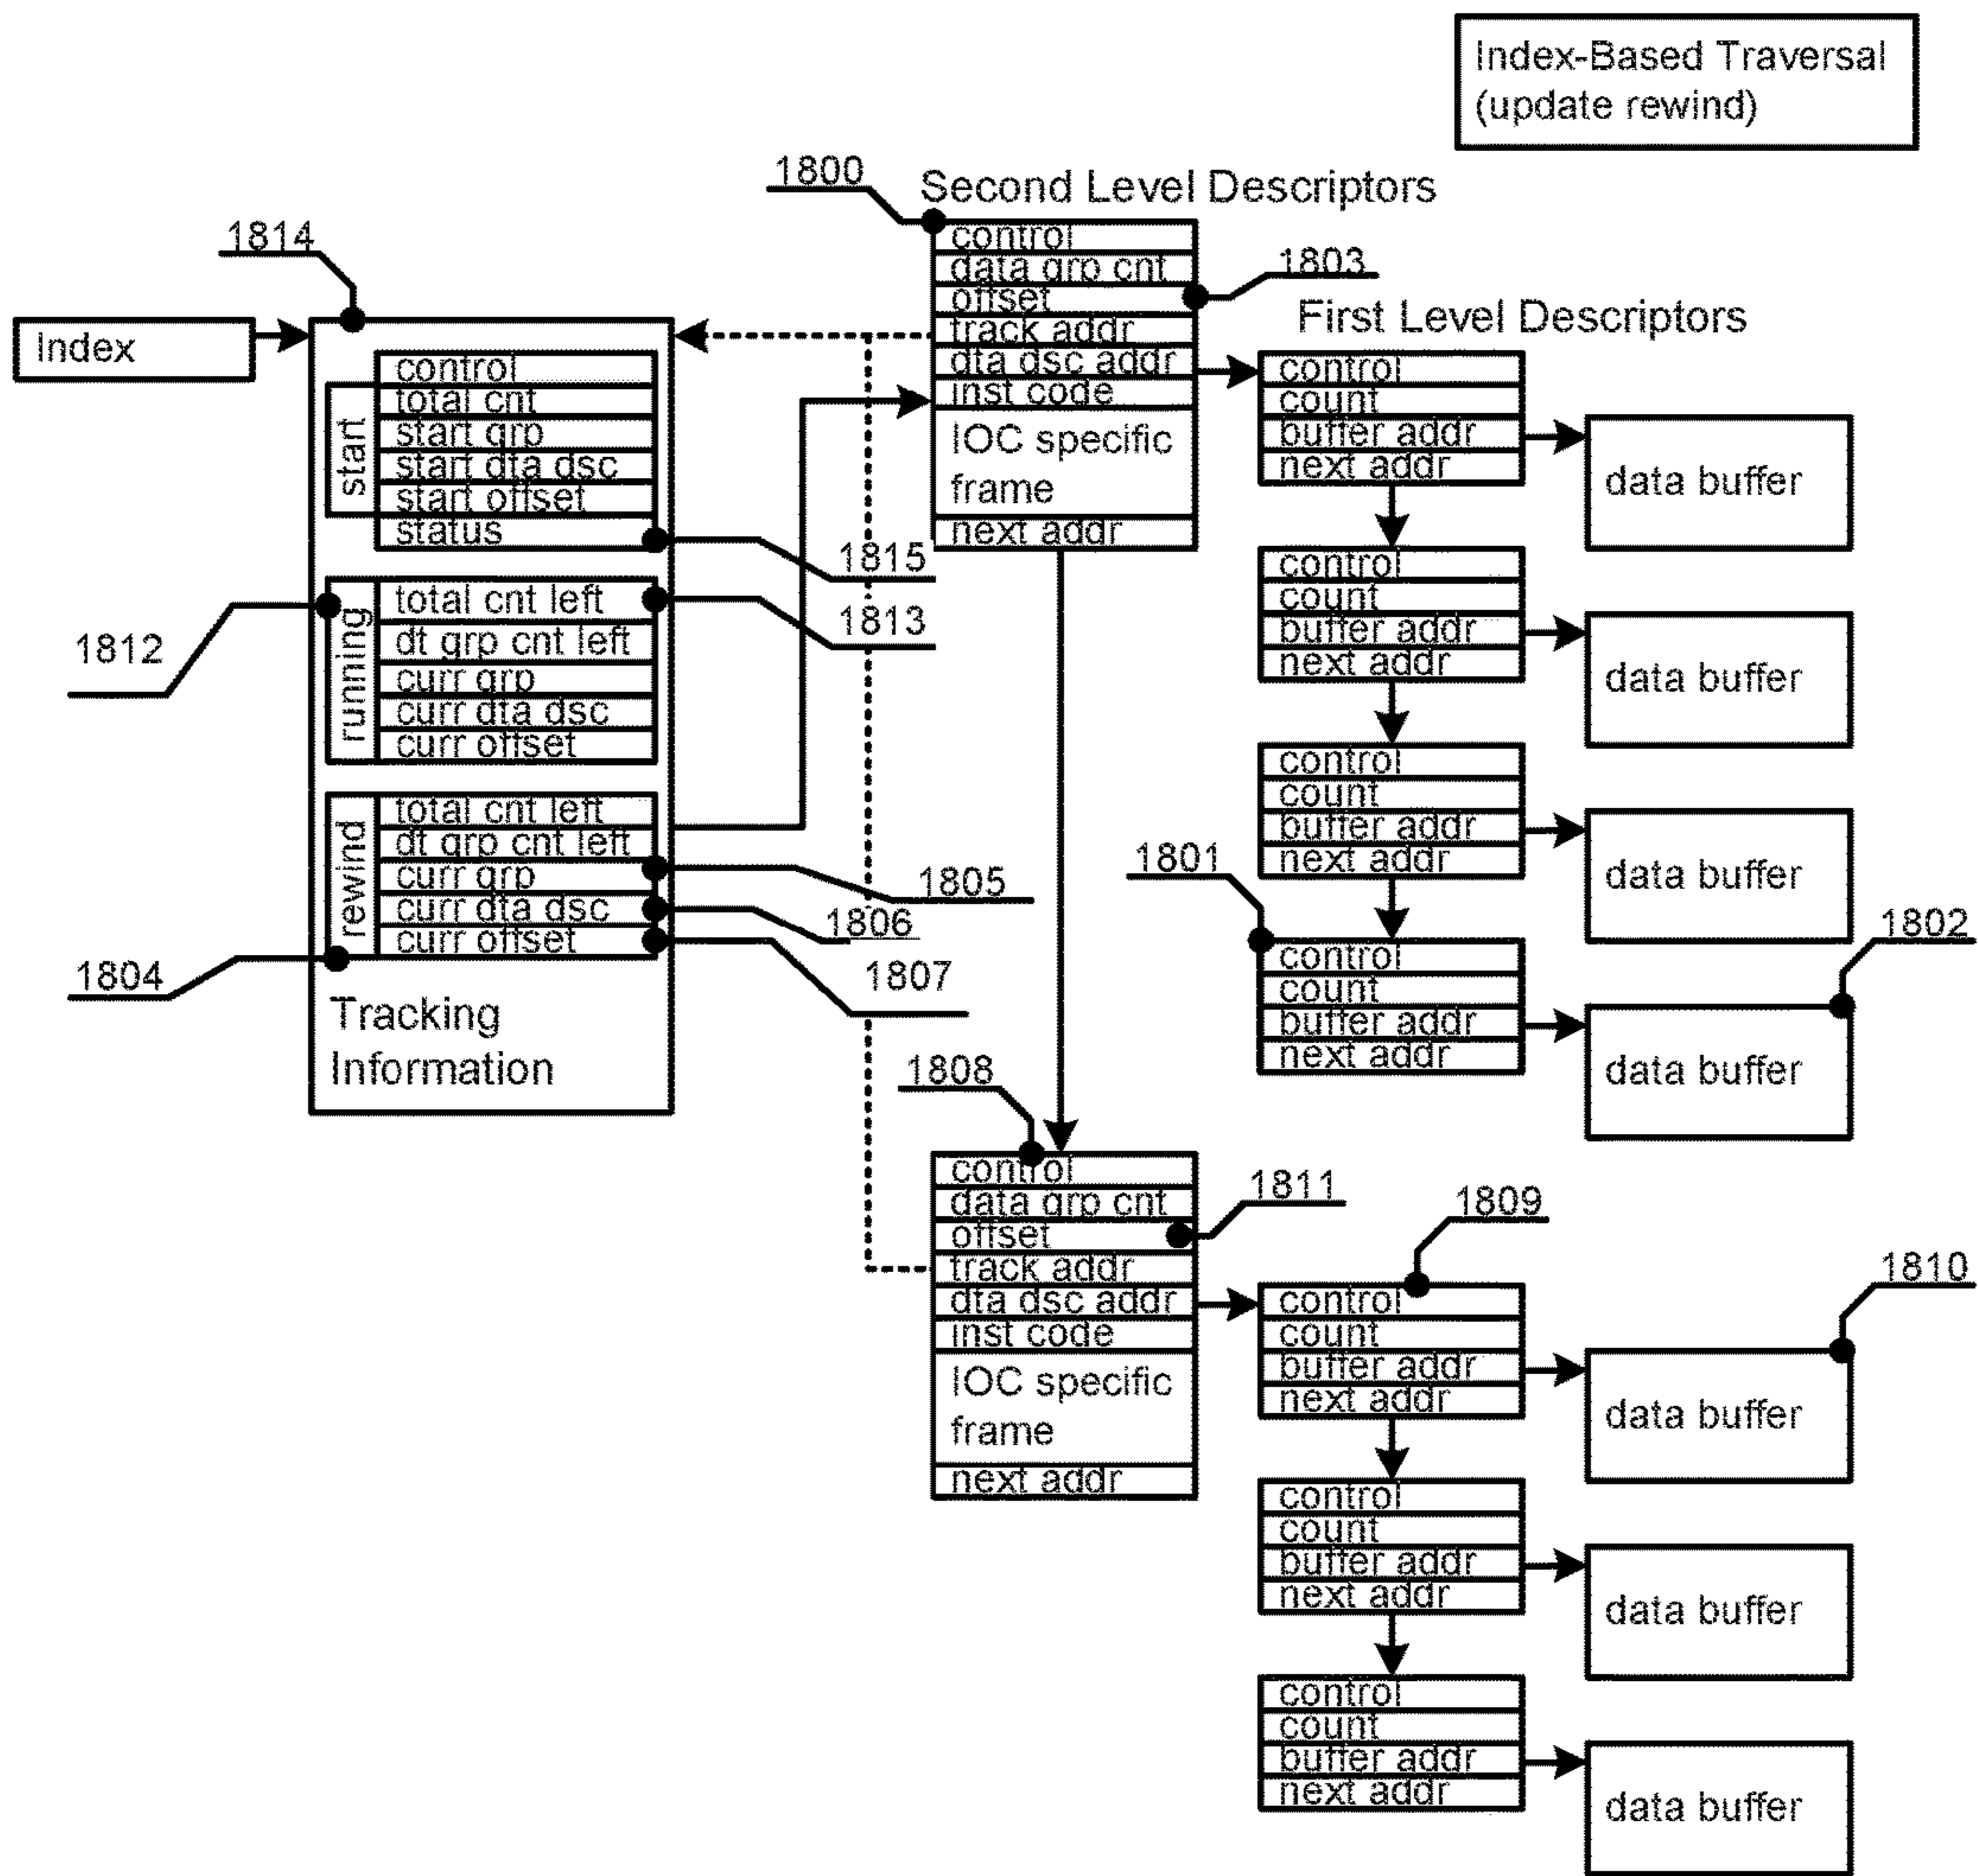 Index-Based Traversal
(update rewind)
1800
Second Level Descriptors
1814
control
data grp cnt
offset
track addr
dta dsc addr
inst code
IOC specific
frame
next addr
1803
First Level Descriptors
Index
control
start
total cnt
start grp
start dta dsc
start offset
status
1815
1812
running
total cnt left
dt grp cnt left
curr grp
curr dta dsc
curr offset
1813
rewind
total cnt left
dt grp cnt left
curr grp
curr dta dsc
curr offset
1805
1806
1807
1804
Tracking
Information
control
count
buffer addr
next addr
data buffer
control
count
buffer addr
next addr
data buffer
control
count
buffer addr
next addr
data buffer
1801
1802
control
count
buffer addr
next addr
data buffer
1808
control
data grp cnt
offset
track addr
dta dsc addr
inst code
IOC specific
frame
next addr
1811
1809
1810
control
count
buffer addr
next addr
data buffer
control
count
buffer addr
next addr
data buffer
control
count
buffer addr
next addr
data buffer